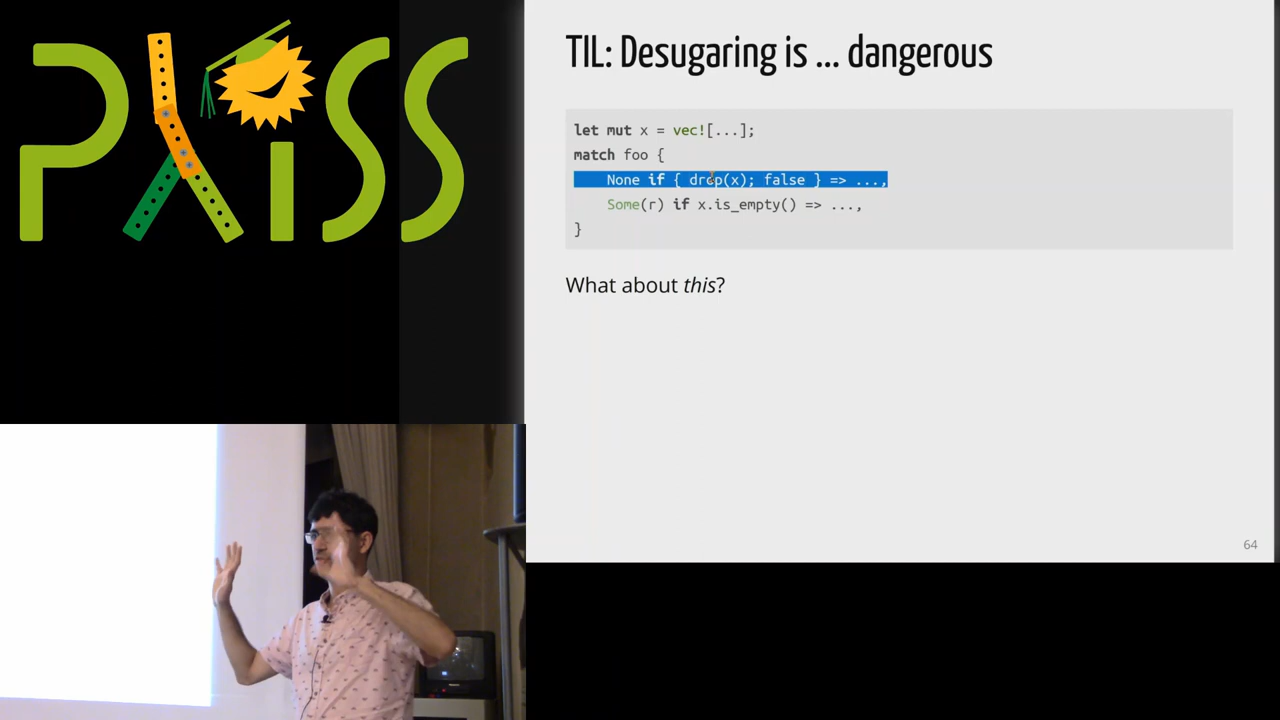 PLISS
TIL: Desugaring is ... dangerous
let mut x = vec![...];
match foo {
None if { drop(x); false } => ...,
Some(r) if x.is_empty() => ...,
}
What about this?
64